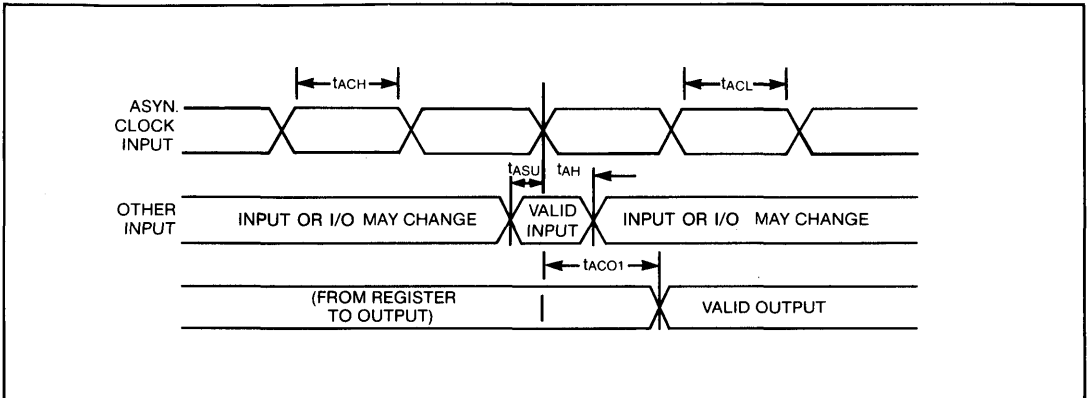 tACH
tACL
ASYN.
CLOCK
INPUT
tASU
tAH
OTHER
INPUT
INPUT OR I/O MAY CHANGE
VALID
INPUT
INPUT OR I/O MAY CHANGE
tACO1
(FROM REGISTER
TO OUTPUT)
VALID OUTPUT